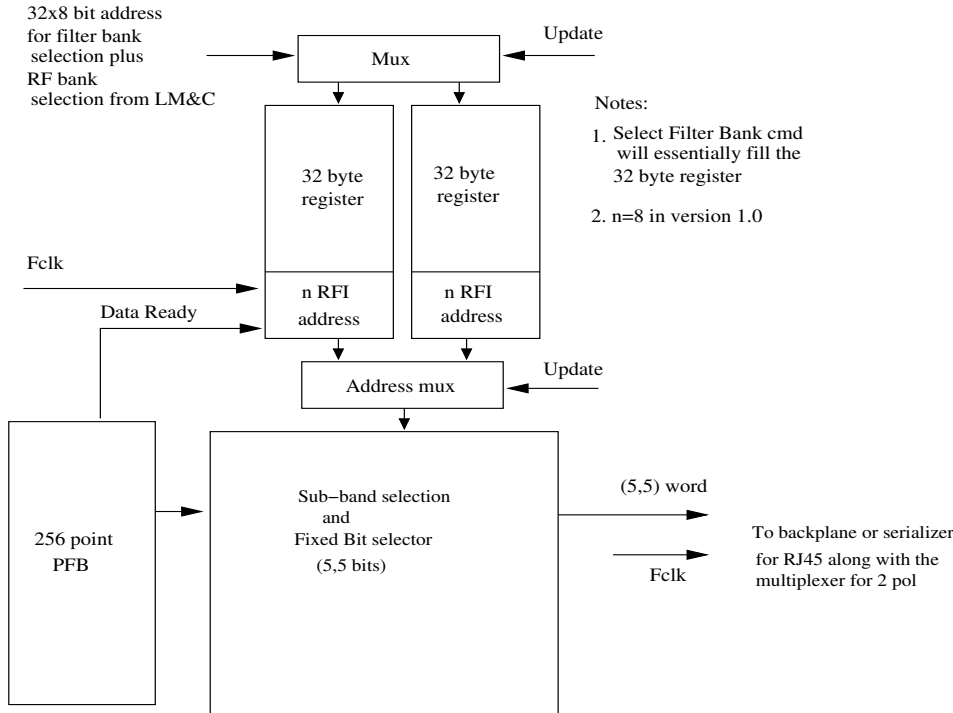 32x8 bit address
for filter bank
selection plus
RF bank
selection from LM&C
Mux
Update
Notes:
1. Select Filter Bank cmd
will essentially fill the
32 byte register
2. n=8 in version 1.0
32 byte
register
32 byte
register
Fclk
n RFI
address
n RFI
address
Data Ready
Address mux
Update
256 point
PFB
Sub−band selection
and
Fixed Bit selector
(5,5 bits)
(5,5) word
Fclk
To backplane or serializer
for RJ45 along with the
multiplexer for 2 pol